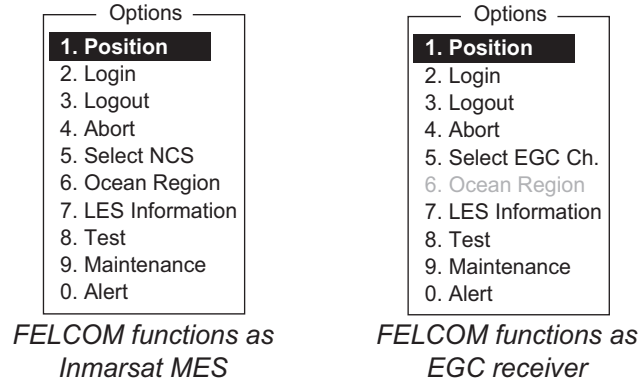 Options
1. Position
2. Login
3. Logout
4. Abort
5. Select NCS
6. Ocean Region
7. LES Information
8. Test
9. Maintenance
0. Alert
FELCOM functions as
Inmarsat MES
Options
1. Position
2. Login
3. Logout
4. Abort
5. Select EGC Ch.
6. Ocean Region
7. LES Information
8. Test
9. Maintenance
0. Alert
FELCOM functions as
EGC receiver